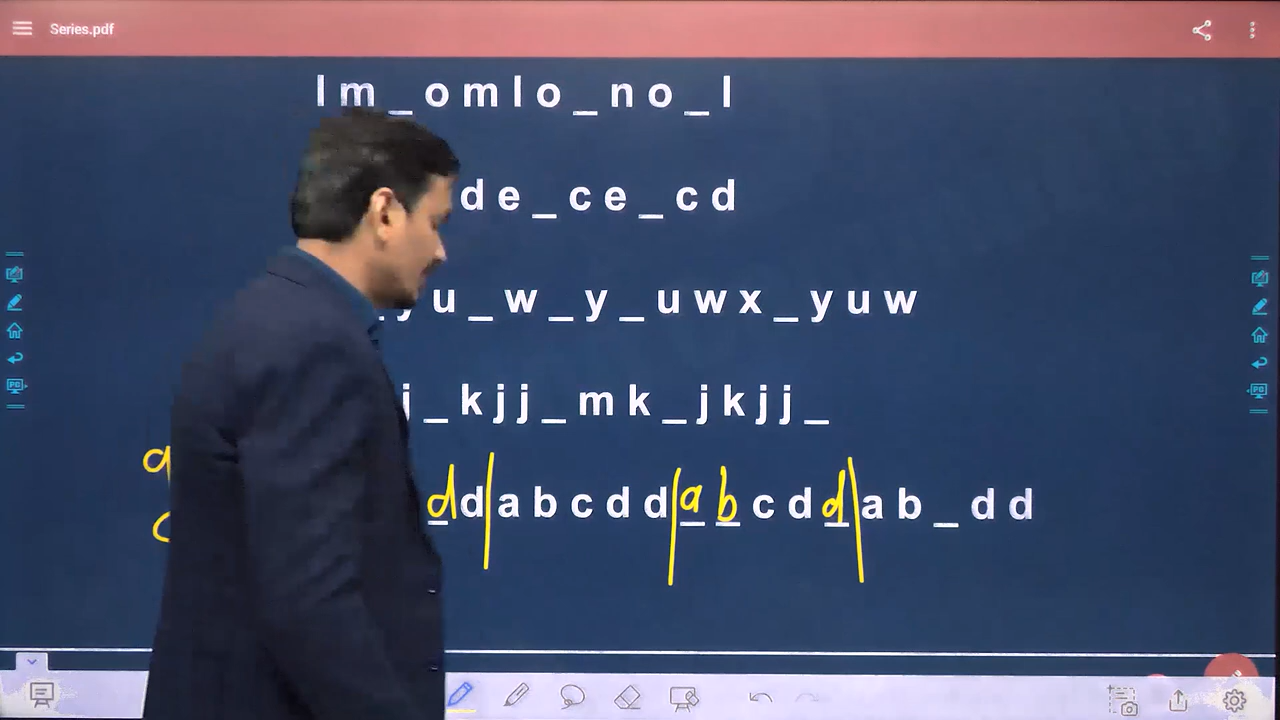 Series.pdf
l m _ o m l o _ n o _ l
d e _ c e _ c d
y u _ w _ y _ u w x _ y u w
j _ k j j _ m k _ j k j j _
d d | a b c d d | a b c d d | a b _ d d